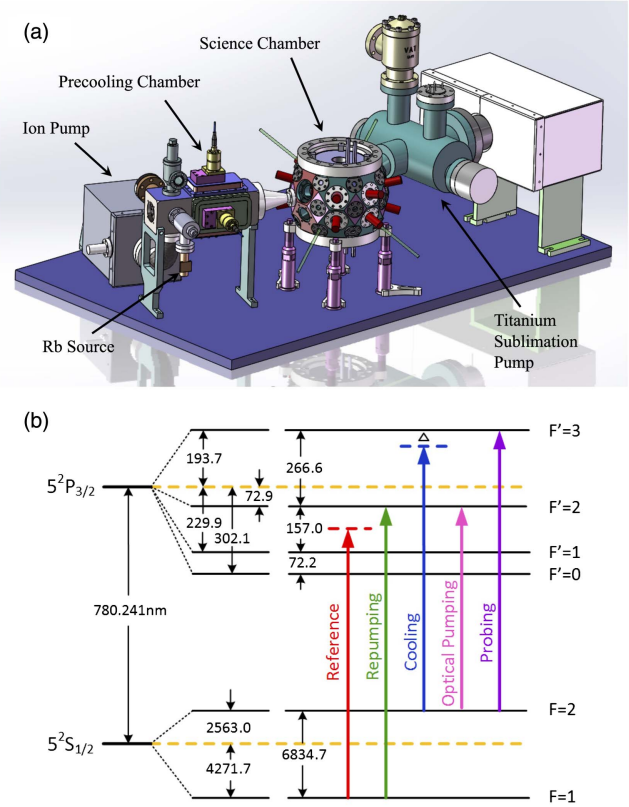 (a)
Science Chamber
Precooling Chamber
Ion Pump
VAT
Rb Source
Titanium
Sublimation
Pump
(b)
F'=3
193.7
Δ
266.6
5²P₃/₂
72.9
F'=2
229.9
302.1
157.0
F'=1
72.2
F'=0
780.241nm
Reference
Repumping
Cooling
Optical Pumping
Probing
F=2
2563.0
5²S₁/₂
6834.7
4271.7
F=1